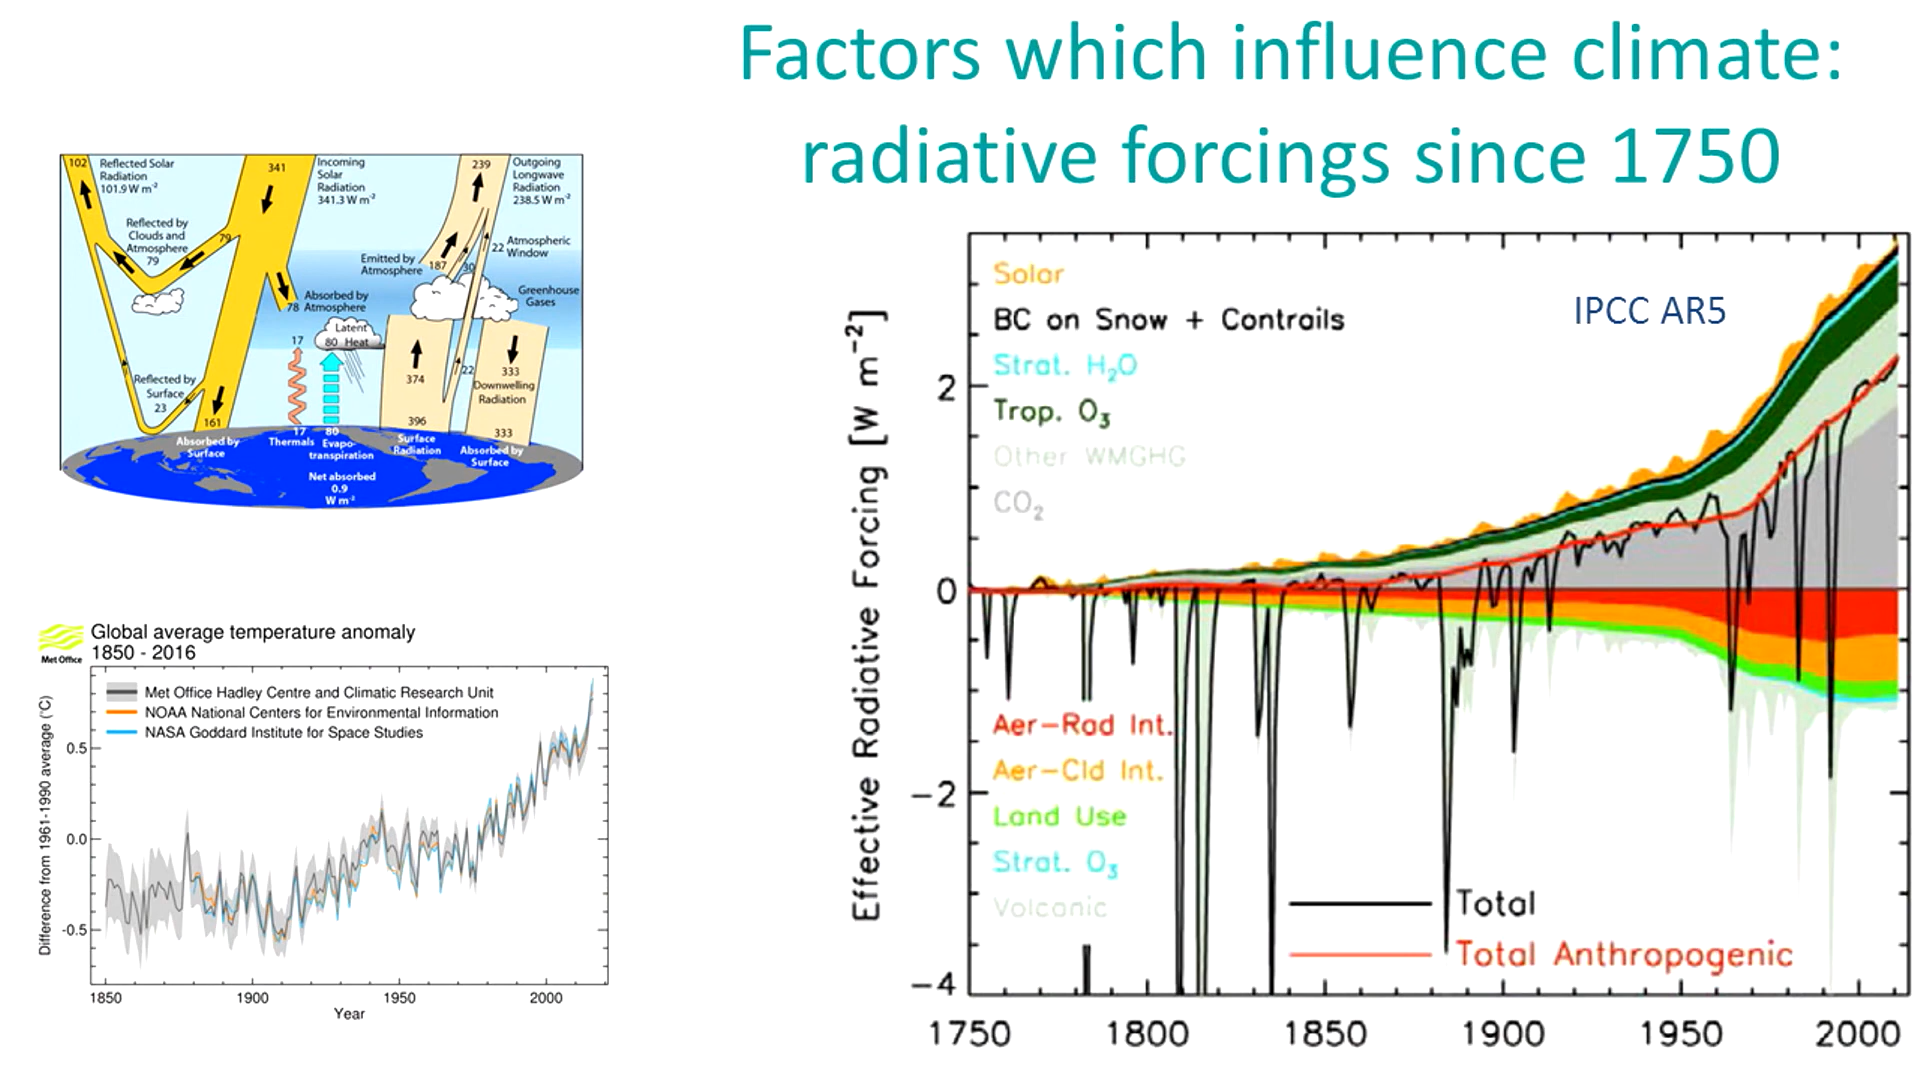 Factors which influence climate:
radiative forcings since 1750
102
Reflected Solar
Radiation
101.9 W m-2
341
Incoming
Solar
Radiation
341.3 W m-2
239
Outgoing
Longwave
Radiation
238.5 W m-2
Reflected by
Clouds and
Atmosphere
79
79
Emitted by
Atmosphere
187
30
22
Atmospheric
Window
Greenhouse
Gases
78
Absorbed by
Atmosphere
Latent
80 Heat
17
374
22
333
Downwelling
Radiation
Reflected by
Surface
23
161
396
333
Absorbed by
Surface
17
Thermals
80
Evapo-
transpiration
Surface
Radiation
Absorbed by
Surface
Net absorbed
0.9
W m-2
Met Office
Global average temperature anomaly
1850 - 2016
Met Office Hadley Centre and Climatic Research Unit
NOAA National Centers for Environmental Information
NASA Goddard Institute for Space Studies
Difference from 1961-1990 average (°C)
0.5
0.0
-0.5
1850
1900
1950
2000
Year
Effective Radiative Forcing [W m−2]
2
0
−2
−4
Solar
BC on Snow + Contrails
Strat. H2O
Trop. O3
Other WMGHG
CO2
IPCC AR5
Aer−Rad Int.
Aer−Cld Int.
Land Use
Strat. O3
Volcanic
Total
Total Anthropogenic
1750
1800
1850
1900
1950
2000